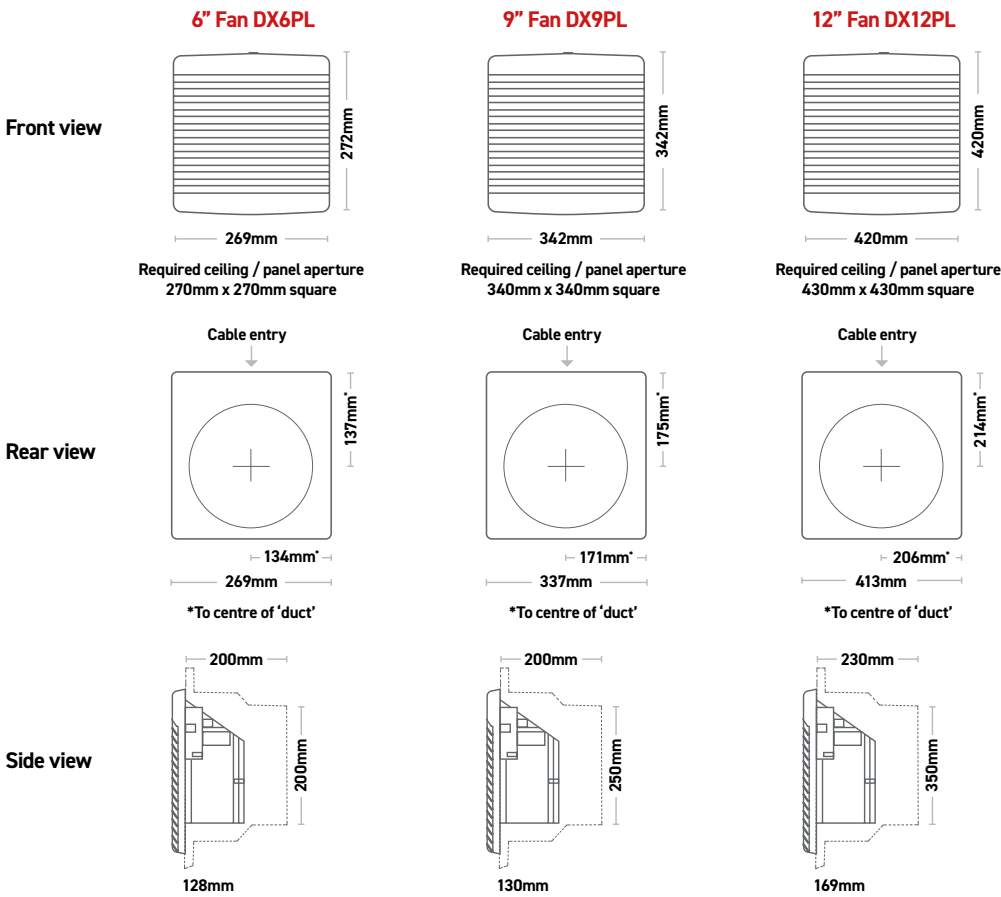 6” Fan DX6PL
9” Fan DX9PL
12” Fan DX12PL
Front view
272mm
342mm
420mm
269mm
342mm
420mm
Required ceiling / panel aperture
270mm x 270mm square
Required ceiling / panel aperture
340mm x 340mm square
Required ceiling / panel aperture
430mm x 430mm square
Cable entry
Cable entry
Cable entry
Rear view
137mm*
175mm*
214mm*
134mm*
171mm*
206mm*
269mm
337mm
413mm
*To centre of ‘duct’
*To centre of ‘duct’
*To centre of ‘duct’
200mm
200mm
230mm
Side view
200mm
250mm
350mm
128mm
130mm
169mm